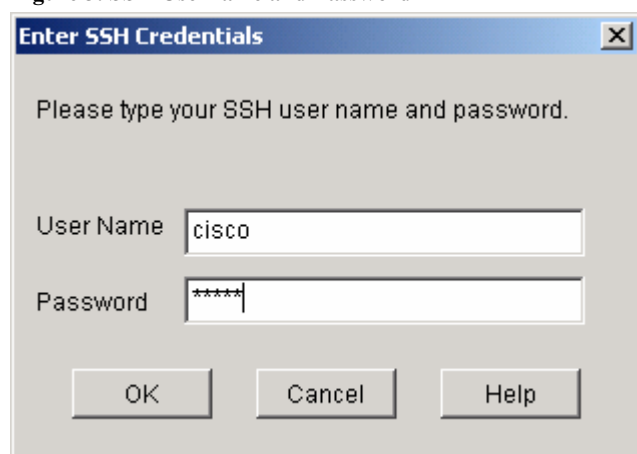 Enter SSH Credentials
Please type your SSH user name and password.
User Name cisco
Password *****
OK Cancel Help